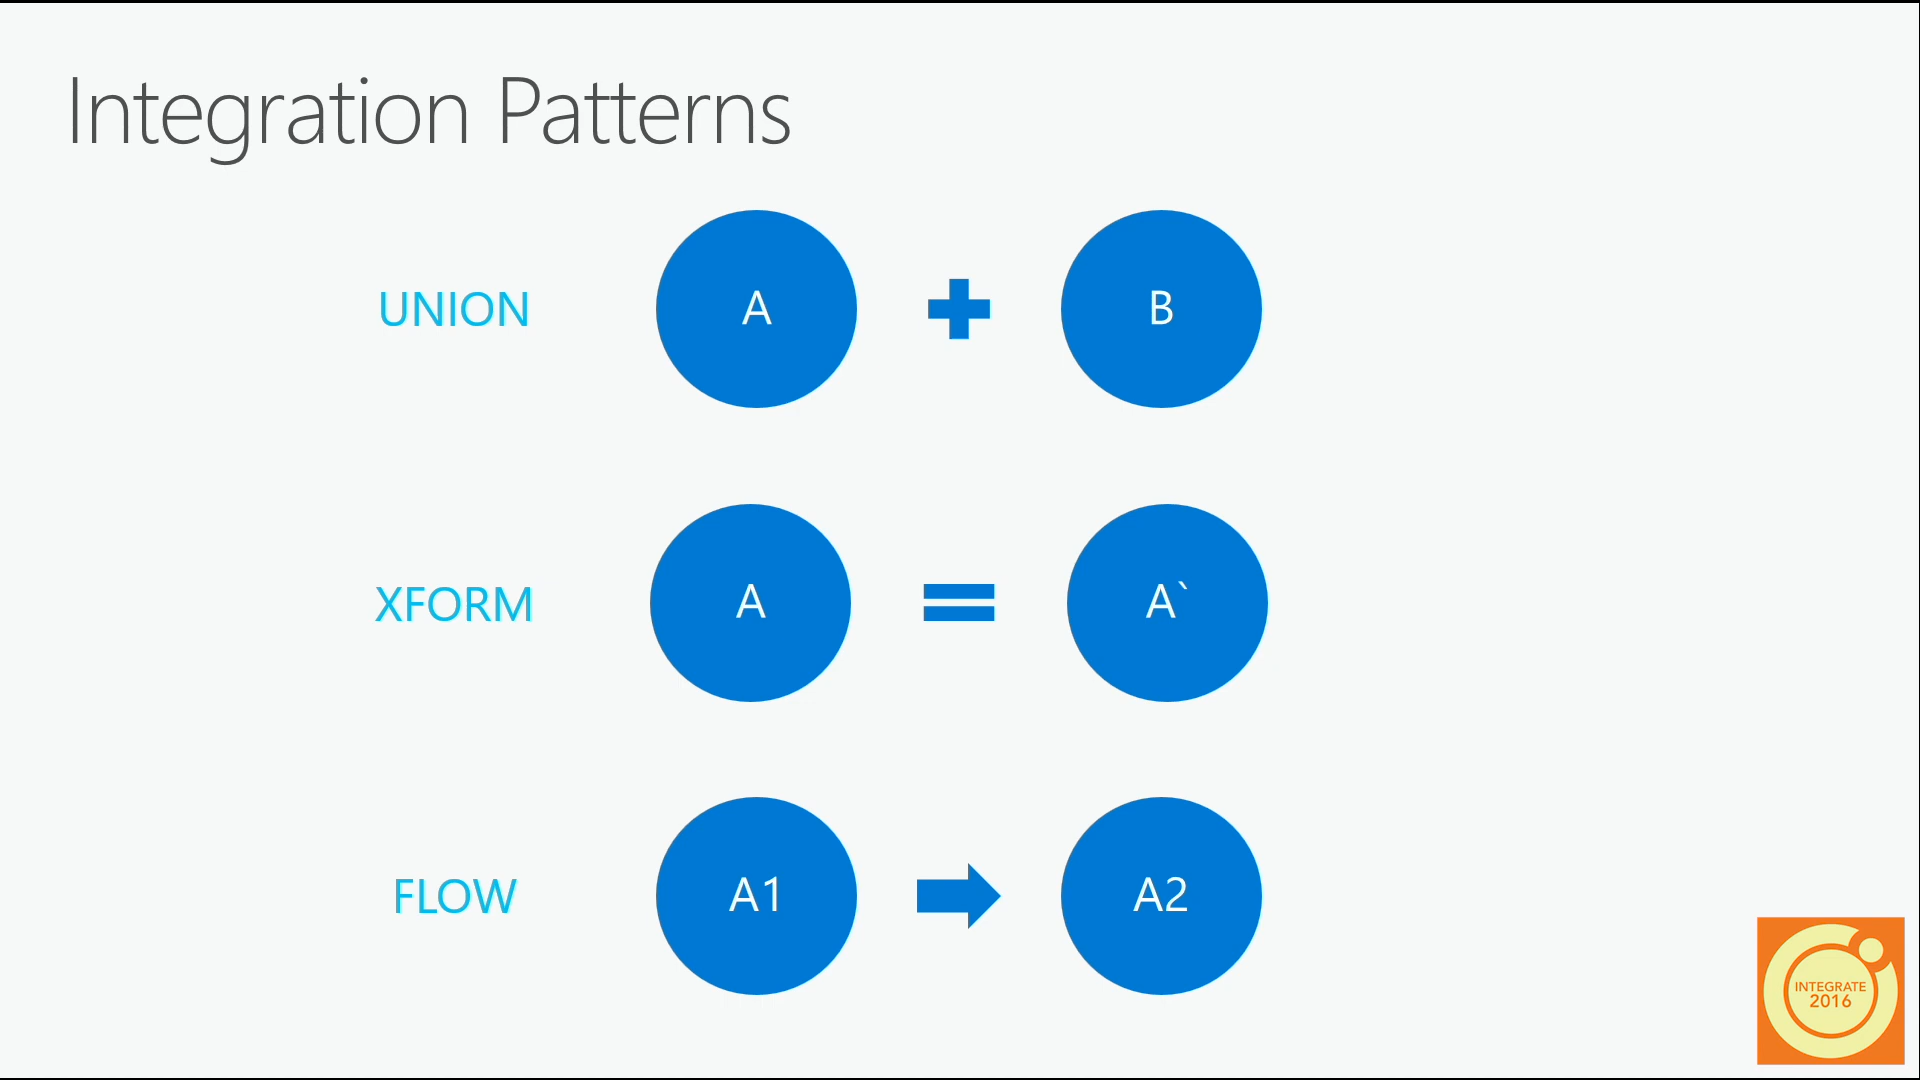 Integration Patterns
UNION
A
B
XFORM
A
A`
FLOW
A1
A2
INTEGRATE
2016